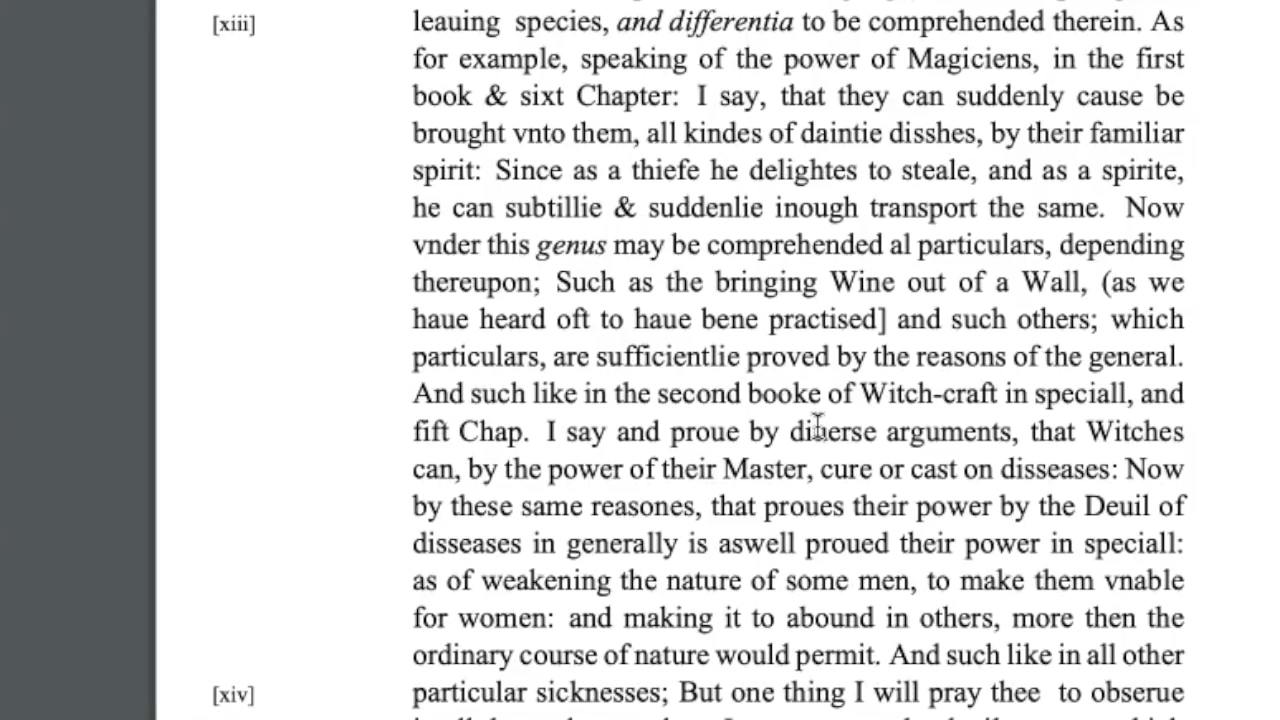 [xiii] leauing species, and differentia to be comprehended therein. As
for example, speaking of the power of Magiciens, in the first
book & sixt Chapter: I say, that they can suddenly cause be
brought vnto them, all kindes of daintie disshes, by their familiar
spirit: Since as a thiefe he delightes to steale, and as a spirite,
he can subtillie & suddenlie inough transport the same. Now
vnder this genus may be comprehended al particulars, depending
thereupon; Such as the bringing Wine out of a Wall, (as we
haue heard oft to haue bene practised] and such others; which
particulars, are sufficientlie proved by the reasons of the general.
And such like in the second booke of Witch-craft in speciall, and
fift Chap. I say and proue by diuerse arguments, that Witches
can, by the power of their Master, cure or cast on disseases: Now
by these same reasones, that proues their power by the Deuil of
disseases in generally is aswell proued their power in speciall:
as of weakening the nature of some men, to make them vnable
for women: and making it to abound in others, more then the
ordinary course of nature would permit. And such like in all other
[xiv] particular sicknesses; But one thing I will pray thee to obserue